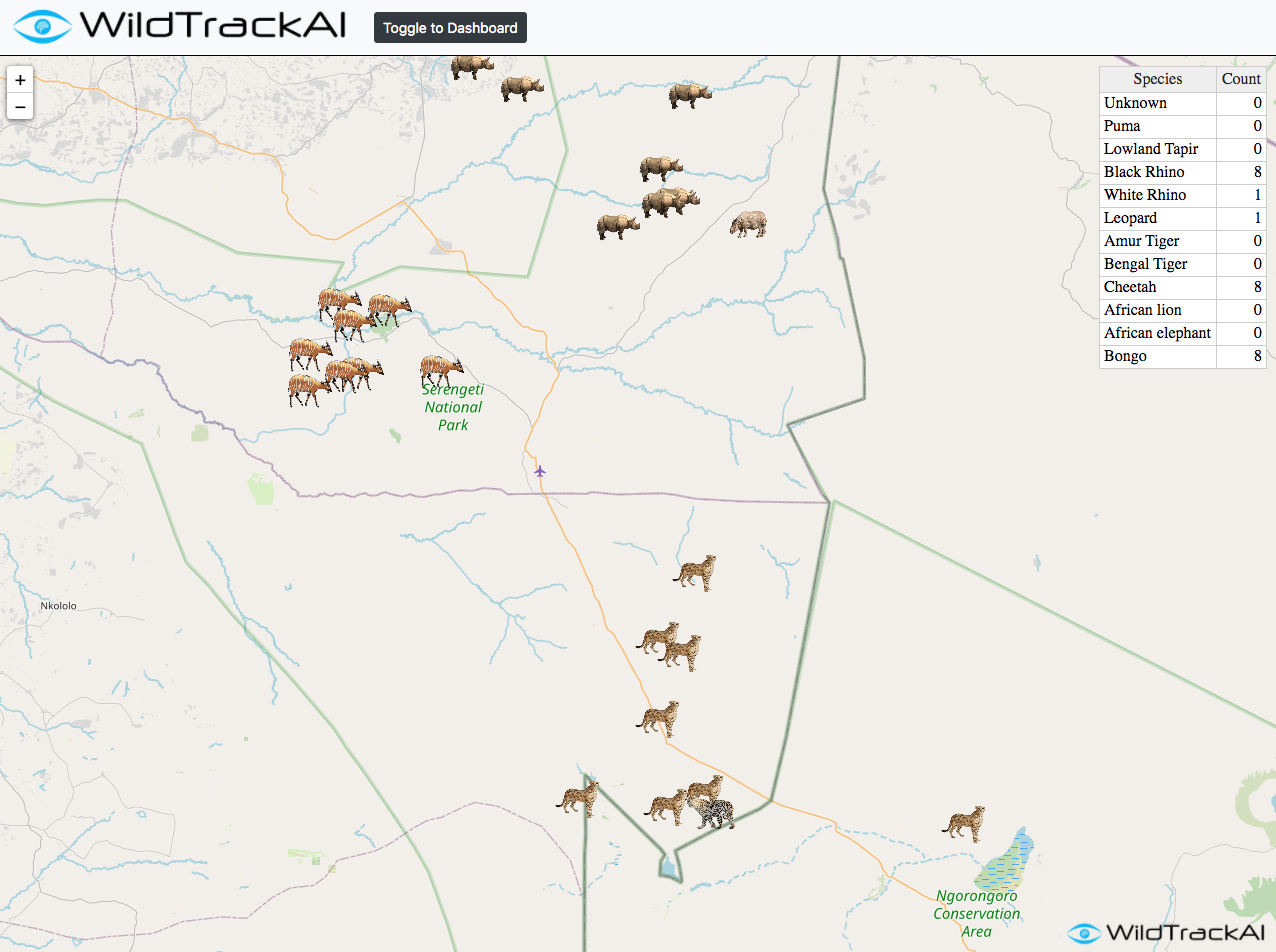 WildTrackAI
Toggle to Dashboard
+
−
Species Count
Unknown 0
Puma 0
Lowland Tapir 0
Black Rhino 8
White Rhino 1
Leopard 1
Amur Tiger 0
Bengal Tiger 0
Cheetah 8
African lion 0
African elephant 0
Bongo 8
Serengeti
National
Park
Nkololo
Ngorongoro
Conservation
Area
WildTrackAI